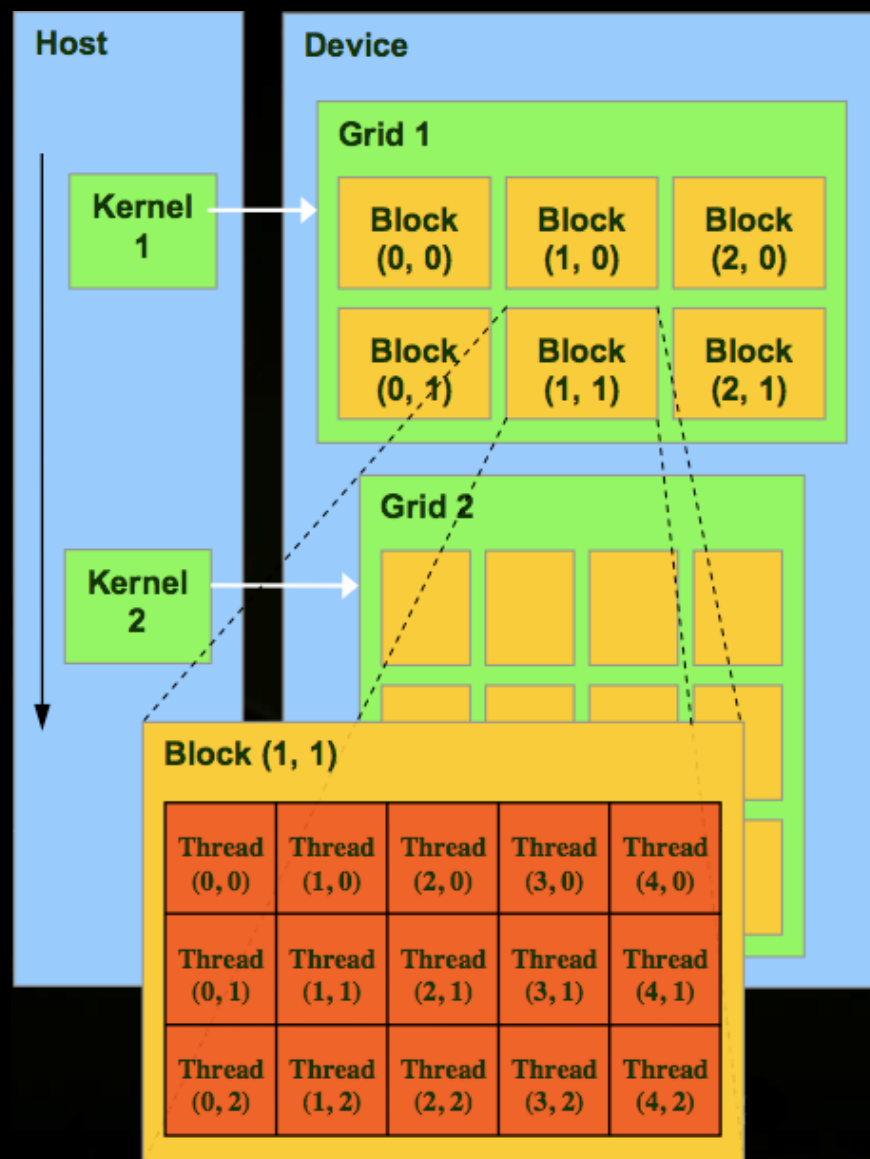 Host
Device
Grid 1
Kernel
1
Block
(0, 0)
Block
(1, 0)
Block
(2, 0)
Block
(0, 1)
Block
(1, 1)
Block
(2, 1)
Grid 2
Kernel
2
Block (1, 1)
Thread
(0, 0)
Thread
(1, 0)
Thread
(2, 0)
Thread
(3, 0)
Thread
(4, 0)
Thread
(0, 1)
Thread
(1, 1)
Thread
(2, 1)
Thread
(3, 1)
Thread
(4, 1)
Thread
(0, 2)
Thread
(1, 2)
Thread
(2, 2)
Thread
(3, 2)
Thread
(4, 2)